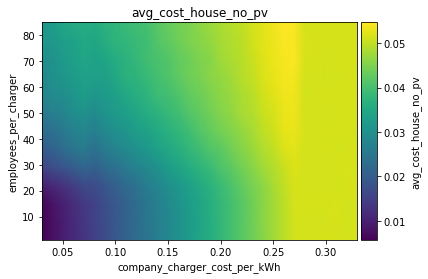 avg_cost_house_no_pv
80
70
60
50
40
30
20
10
employees_per_charger
0.05 0.10 0.15 0.20 0.25 0.30
company_charger_cost_per_kWh
0.05
0.04
0.03
0.02
0.01
avg_cost_house_no_pv